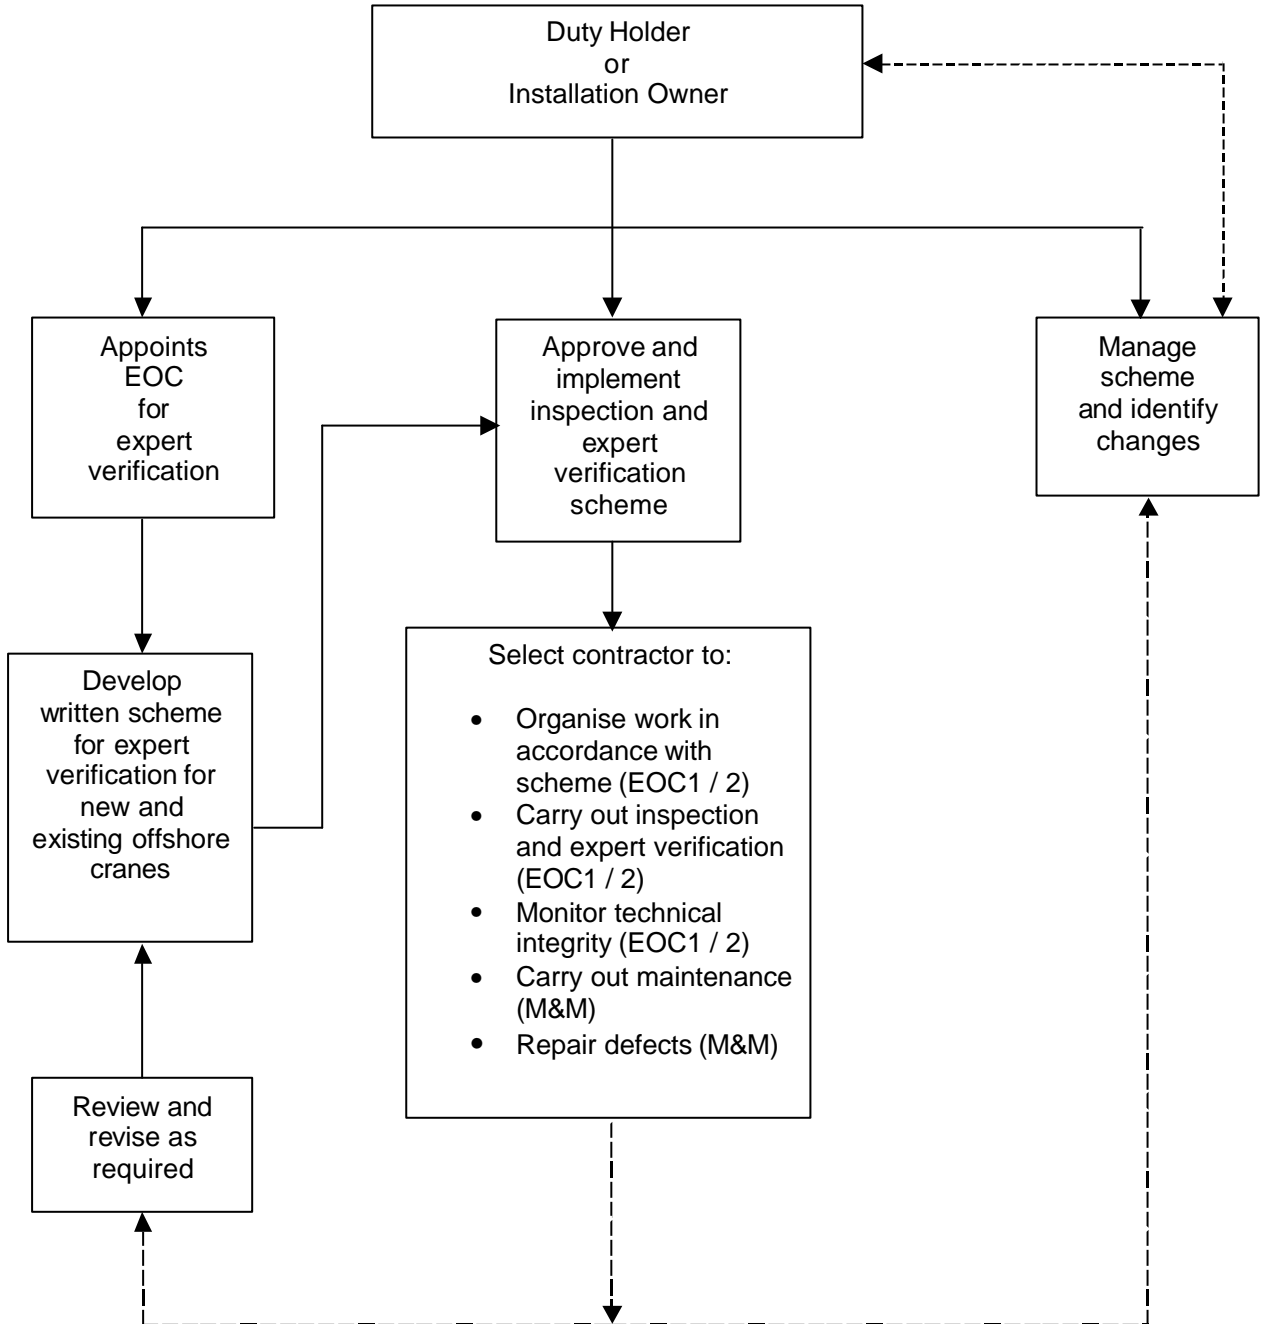 Duty Holder
or
Installation Owner
Appoints
EOC
for
expert
verification
Approve and
implement
inspection and
expert
verification
scheme
Manage
scheme
and identify
changes
Develop
written scheme
for expert
verification for
new and
existing offshore
cranes
Select contractor to:
• Organise work in
accordance with
scheme (EOC1 / 2)
• Carry out inspection
and expert verification
(EOC1 / 2)
• Monitor technical
integrity (EOC1 / 2)
• Carry out maintenance
(M&M)
• Repair defects (M&M)
Review and
revise as
required